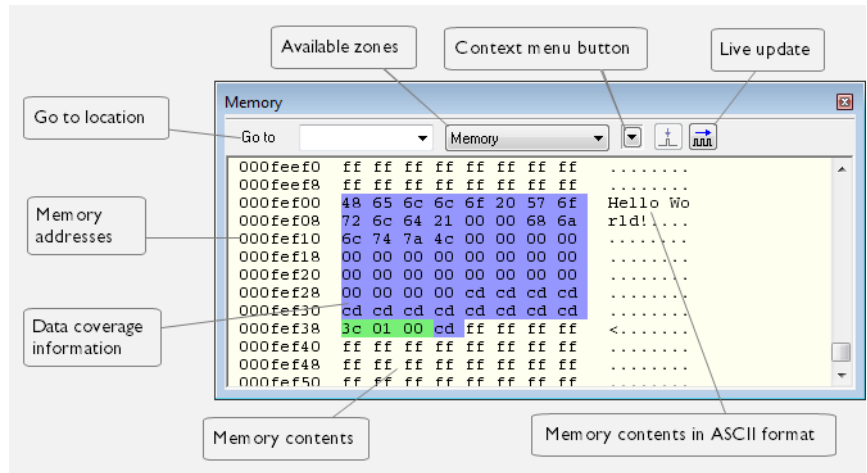 Available zones
Context menu button
Live update
Go to location
Memory
Go to
Memory
000feef0 ff ff ff ff ff ff ff ff ........
000feef8 ff ff ff ff ff ff ff ff ........
000fef00 48 65 6c 6c 6f 20 57 6f Hello Wo
000fef08 72 6c 64 21 00 00 68 6a rld!....
000fef10 6c 74 7a 4c 00 00 00 00 ........
000fef18 00 00 00 00 00 00 00 00 ........
000fef20 00 00 00 00 00 00 00 00 ........
000fef28 00 00 00 00 cd cd cd cd ........
000fef30 cd cd cd cd cd cd cd cd ........
000fef38 3c 01 00 cd ff ff ff ff <.......
000fef40 ff ff ff ff ff ff ff ff ........
000fef48 ff ff ff ff ff ff ff ff ........
000fef50 ff ff ff ff ff ff ff ff ........
Memory
addresses
Data coverage
information
Memory contents
Memory contents in ASCII format